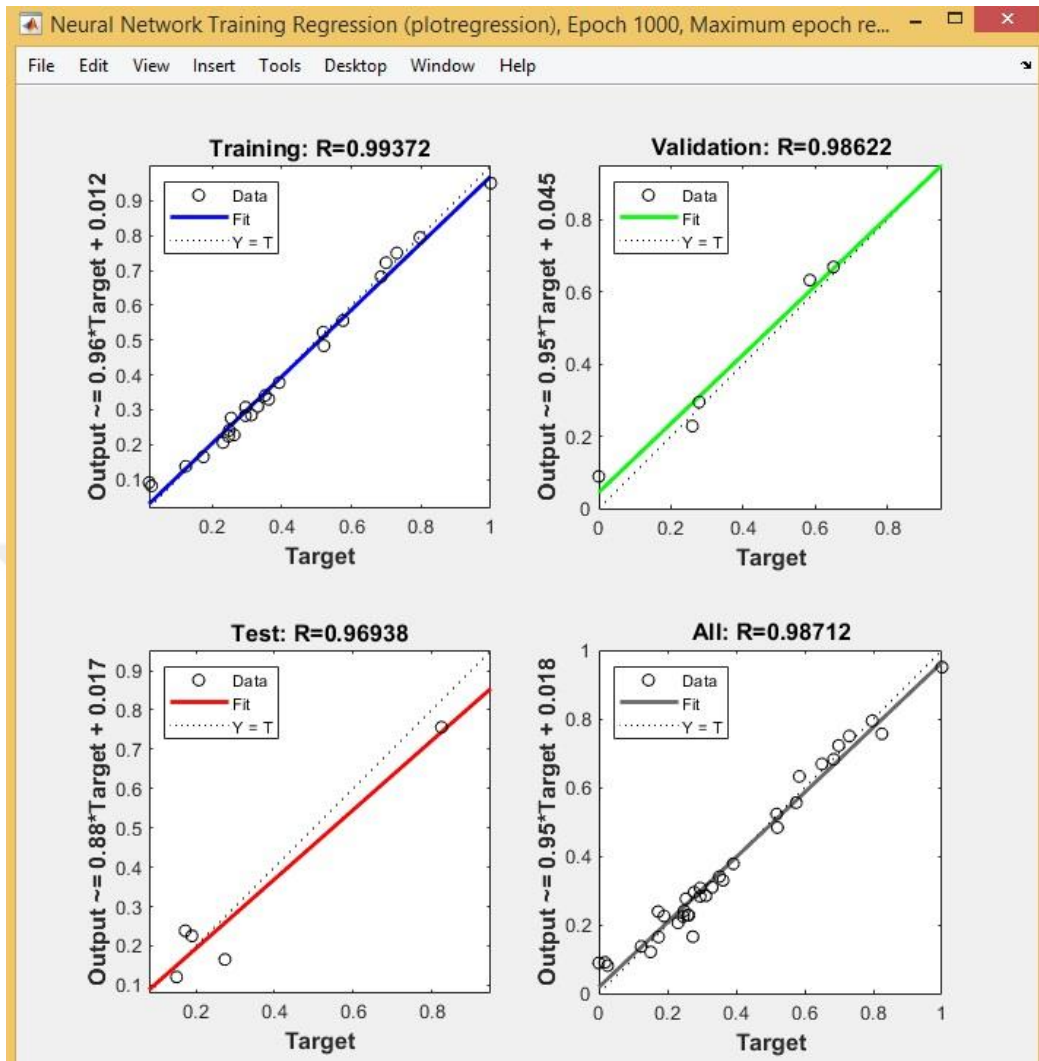 Neural Network Training Regression (plotregression), Epoch 1000, Maximum epoch re...
File Edit View Insert Tools Desktop Window Help
Training: R=0.99372
Output ~= 0.96*Target + 0.012
Data
Fit
Y = T
0.9
0.8
0.7
0.6
0.5
0.4
0.3
0.2
0.1
0.2 0.4 0.6 0.8 1
Target
Validation: R=0.98622
Output ~= 0.95*Target + 0.045
Data
Fit
Y = T
0.8
0.6
0.4
0.2
0
0 0.2 0.4 0.6 0.8
Target
Test: R=0.96938
Output ~= 0.88*Target + 0.017
Data
Fit
Y = T
0.9
0.8
0.7
0.6
0.5
0.4
0.3
0.2
0.1
0.2 0.4 0.6 0.8
Target
All: R=0.98712
Output ~= 0.95*Target + 0.018
Data
Fit
Y = T
1
0.8
0.6
0.4
0.2
0
0 0.2 0.4 0.6 0.8 1
Target